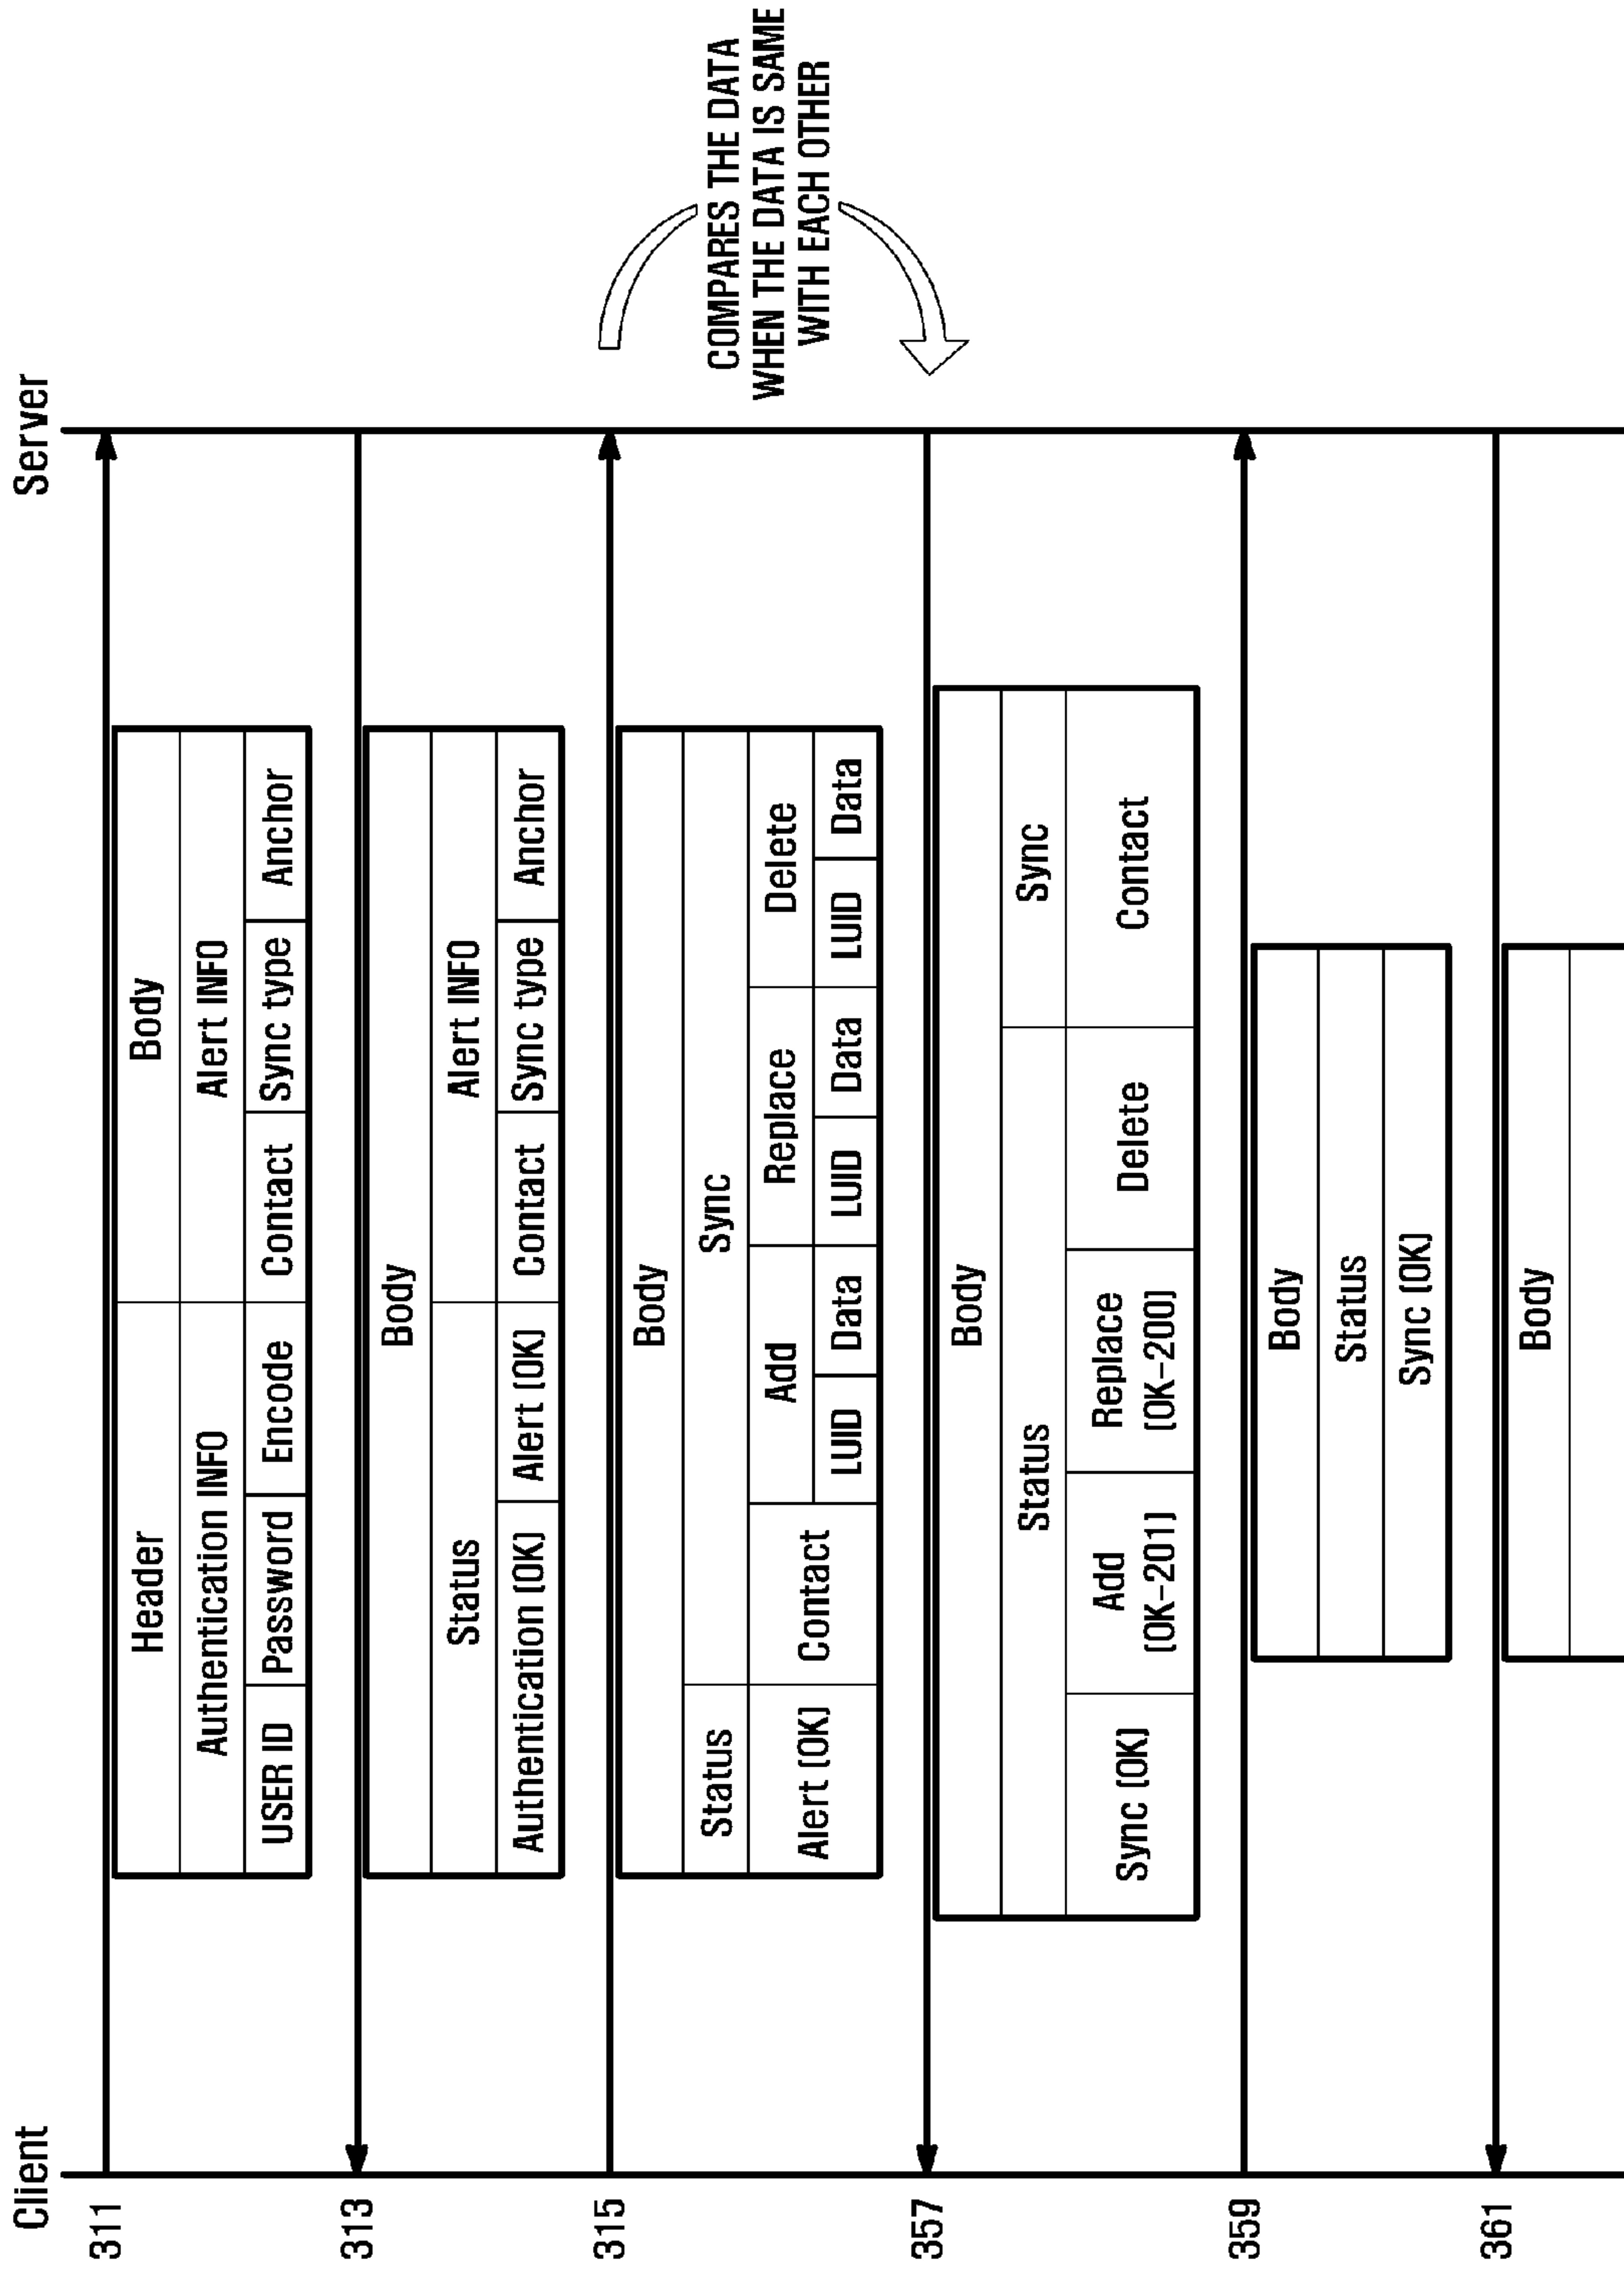 Client
Server
311
Header
Body
Authentication INFO
Alert INFO
USER ID
Password
Encode
Contact
Sync type
Anchor
313
Body
Status
Alert INFO
Authentication (OK)
Alert (OK)
Contact
Sync type
Anchor
315
Body
Status
Sync
Alert (OK)
Contact
Add
Replace
Delete
LUID
Data
LUID
Data
LUID
Data
COMPARES THE DATA
WHEN THE DATA IS SAME
WITH EACH OTHER
357
Body
Status
Sync
Sync (OK)
Add
(OK-201)
Replace
(OK-200)
Delete
Contact
359
Body
Status
Sync (OK)
361
Body